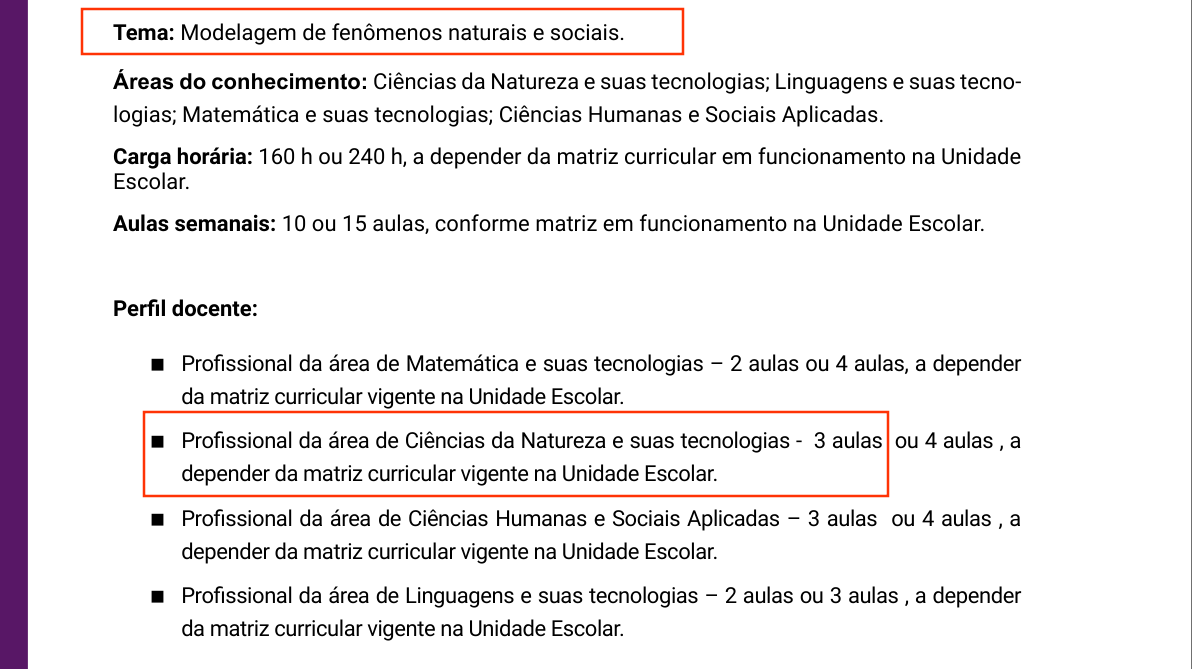 Tema: Modelagem de fenômenos naturais e sociais.
Áreas do conhecimento: Ciências da Natureza e suas tecnologias; Linguagens e suas tecno-
logias; Matemática e suas tecnologias; Ciências Humanas e Sociais Aplicadas.
Carga horária: 160 h ou 240 h, a depender da matriz curricular em funcionamento na Unidade
Escolar.
Aulas semanais: 10 ou 15 aulas, conforme matriz em funcionamento na Unidade Escolar.
Perfil docente:
■ Profissional da área de Matemática e suas tecnologias – 2 aulas ou 4 aulas, a depender
da matriz curricular vigente na Unidade Escolar.
■ Profissional da área de Ciências da Natureza e suas tecnologias - 3 aulas ou 4 aulas , a
depender da matriz curricular vigente na Unidade Escolar.
■ Profissional da área de Ciências Humanas e Sociais Aplicadas – 3 aulas ou 4 aulas , a
depender da matriz curricular vigente na Unidade Escolar.
■ Profissional da área de Linguagens e suas tecnologias – 2 aulas ou 3 aulas , a depender
da matriz curricular vigente na Unidade Escolar.